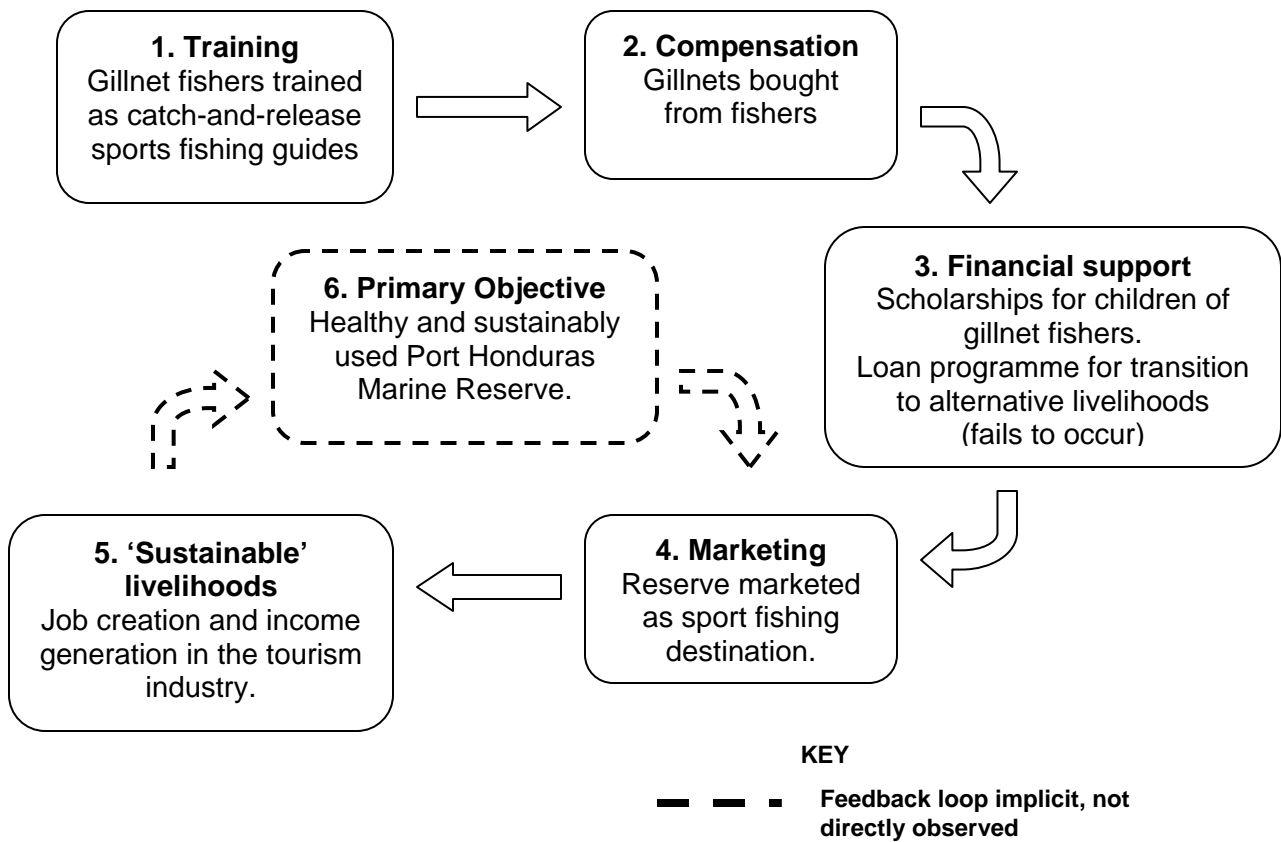 1. Training
Gillnet fishers trained
as catch-and-release
sports fishing guides
2. Compensation
Gillnets bought
from fishers
3. Financial support
Scholarships for children of
gillnet fishers.
Loan programme for transition
to alternative livelihoods
(fails to occur)
6. Primary Objective
Healthy and sustainably
used Port Honduras
Marine Reserve.
4. Marketing
Reserve marketed
as sport fishing
destination.
5. ‘Sustainable’
livelihoods
Job creation and income
generation in the tourism
industry.
KEY
Feedback loop implicit, not
directly observed